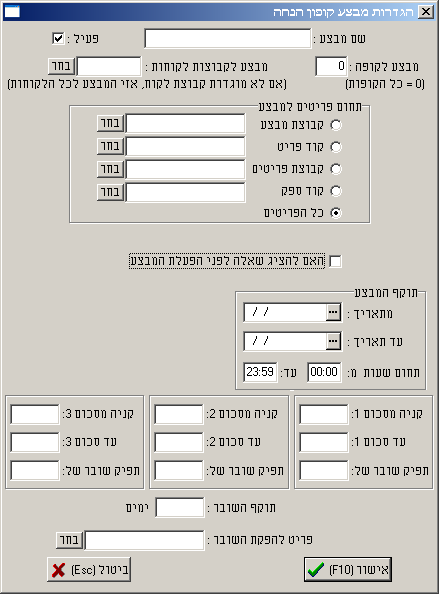 הגדרות מבצע קופון הנחה
שם מבצע :
פעיל :
מבצע לקופה : 0
מבצע לקבוצות לקוחות : בחר
(0 = כל הקופות)
(אם לא מוגדרת קבוצת לקוח, אזי המבצע לכל הלקוחות)
תחום פריטים למבצע
קבוצת מבצע בחר
קוד פריט בחר
קבוצת פריטים בחר
קוד ספק בחר
כל הפריטים
האם להציג שאלה לפני הפעלת המבצע
תוקף המבצע
מתאריך : / / ...
עד תאריך : / / ...
תחום שעות מ: 00:00 עד: 23:59
קניה מסכום 1:
עד סכום 1:
תפיק שובר של:
קניה מסכום 2:
עד סכום 2:
תפיק שובר של:
קניה מסכום 3:
עד סכום 3:
תפיק שובר של:
תוקף השובר : ימים
פריט להפקת השובר : בחר
אישור (F10)
ביטול (Esc)